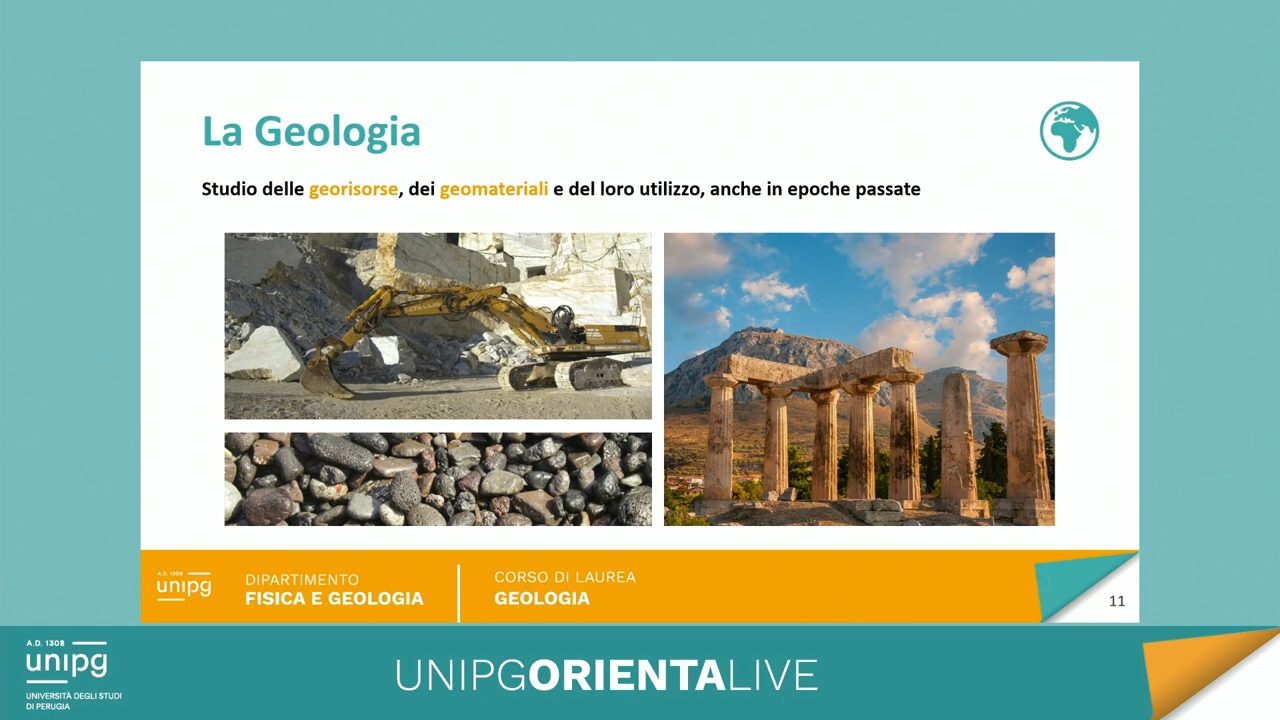 La Geologia
Studio delle georisorse, dei geomateriali e del loro utilizzo, anche in epoche passate
A.D. 1308
unipg
DIPARTIMENTO
FISICA E GEOLOGIA
CORSO DI LAUREA
GEOLOGIA
11
A.D. 1308
unipg
UNIVERSITÀ DEGLI STUDI
DI PERUGIA
UNIPGORIENTALIVE